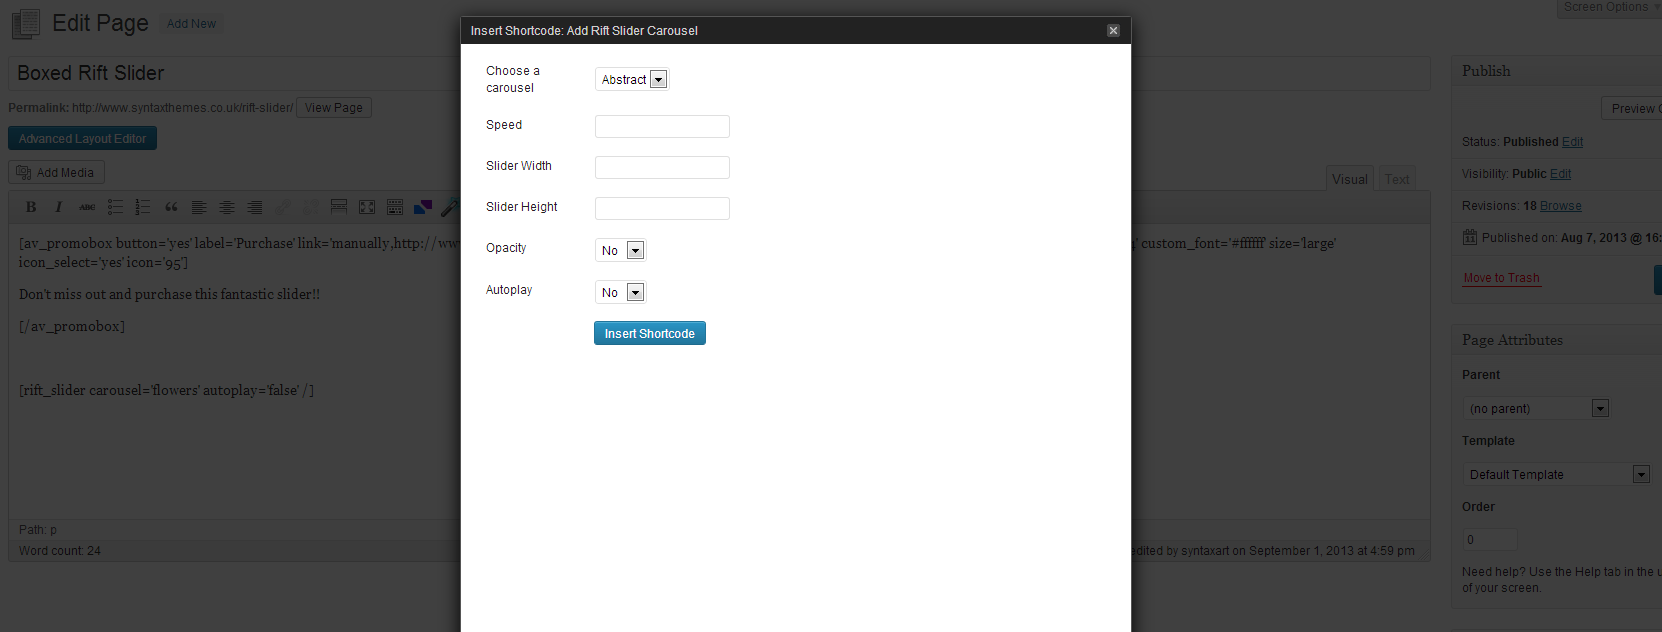 Edit Page Add New
Screen Options
Boxed Rift Slider
Permalink: http://www.syntaxthemes.co.uk/rift-slider/ View Page
Advanced Layout Editor
Add Media
Visual Text
B I ABC
[av_promobox button='yes' label='Purchase' link='manually,http://ww
' custom_font='#ffffff' size='large'
icon_select='yes' icon='95']
Don't miss out and purchase this fantastic slider!!
[/av_promobox]
[rift_slider carousel='flowers' autoplay='false' /]
Path: p
Word count: 24
edited by syntaxart on September 1, 2013 at 4:59 pm
Insert Shortcode: Add Rift Slider Carousel
Choose a
carousel
Abstract
Speed
Slider Width
Slider Height
Opacity No
Autoplay No
Insert Shortcode
Publish
Preview
Status: Published Edit
Visibility: Public Edit
Revisions: 18 Browse
Published on: Aug 7, 2013 @ 16:
Move to Trash
Page Attributes
Parent
(no parent)
Template
Default Template
Order
0
Need help? Use the Help tab in the u
of your screen.